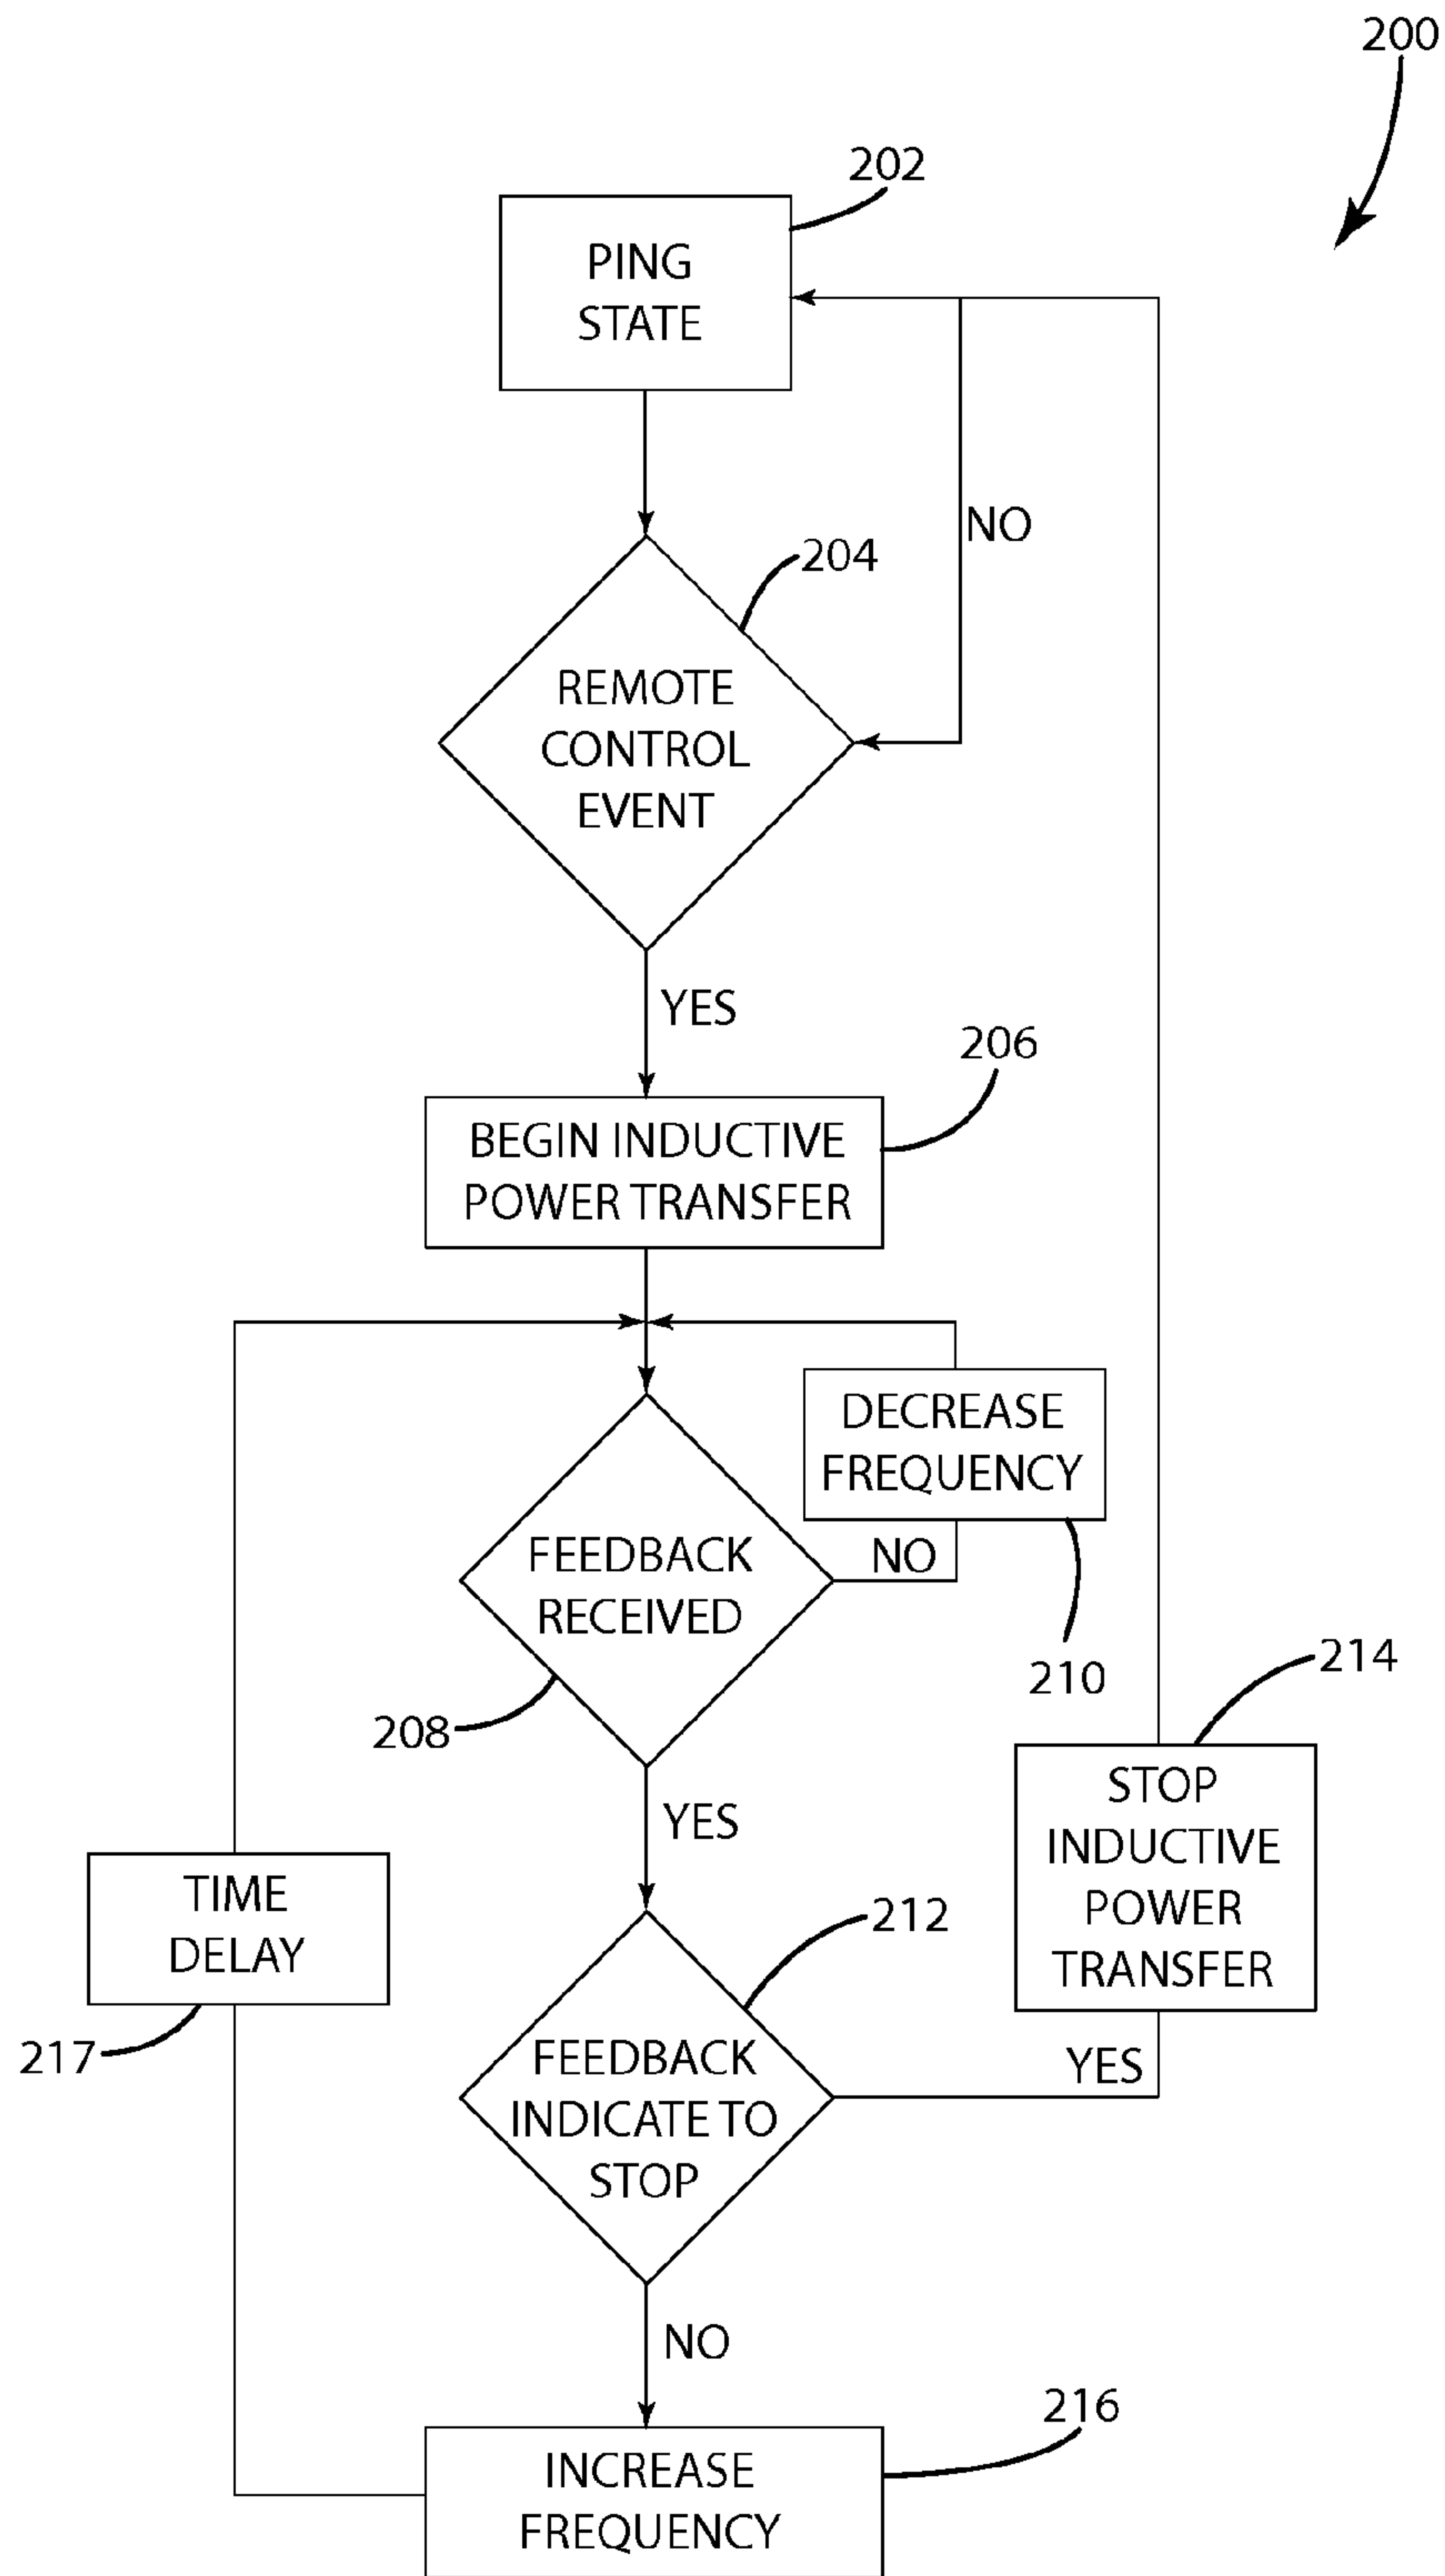 200
202
PING
STATE
NO
204
REMOTE
CONTROL
EVENT
YES
206
BEGIN INDUCTIVE
POWER TRANSFER
DECREASE
FREQUENCY
FEEDBACK
RECEIVED
NO
210
214
208
STOP
INDUCTIVE
POWER
TRANSFER
YES
TIME
DELAY
212
217
FEEDBACK
INDICATE TO
STOP
YES
NO
216
INCREASE
FREQUENCY